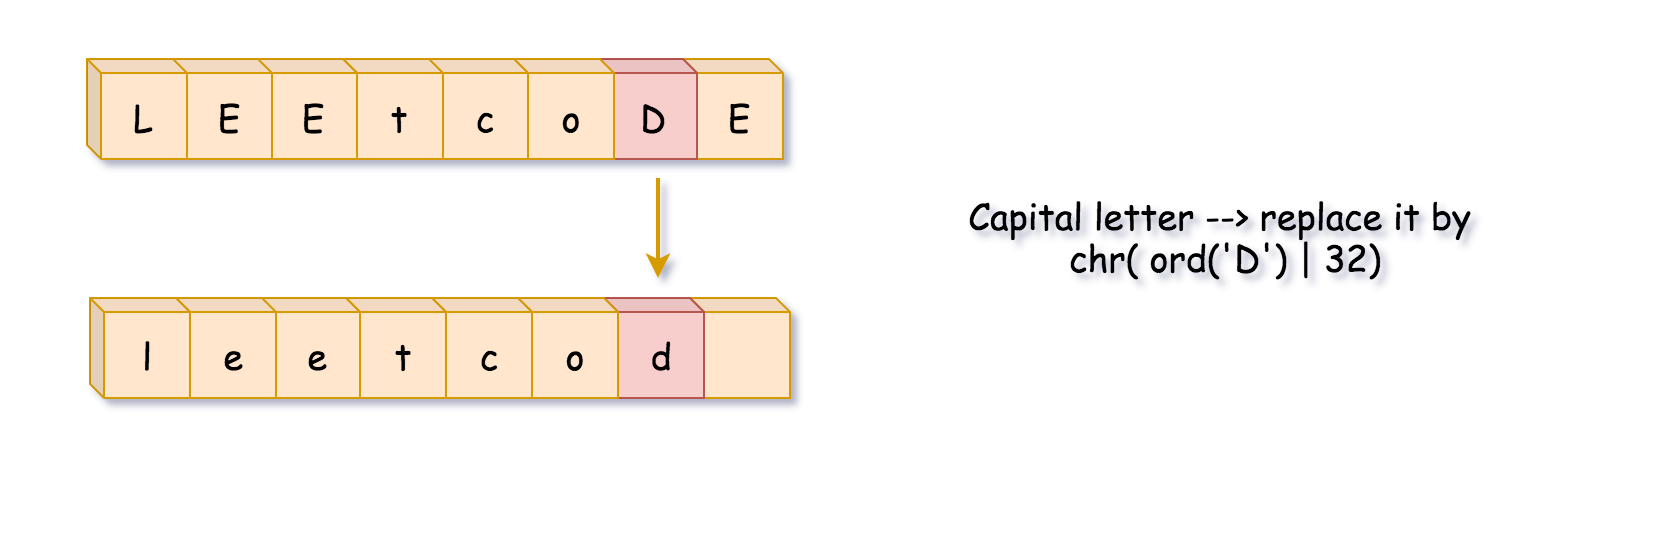 L E E t c o D E
Capital letter --> replace it by
chr( ord('D') | 32)
l e e t c o d